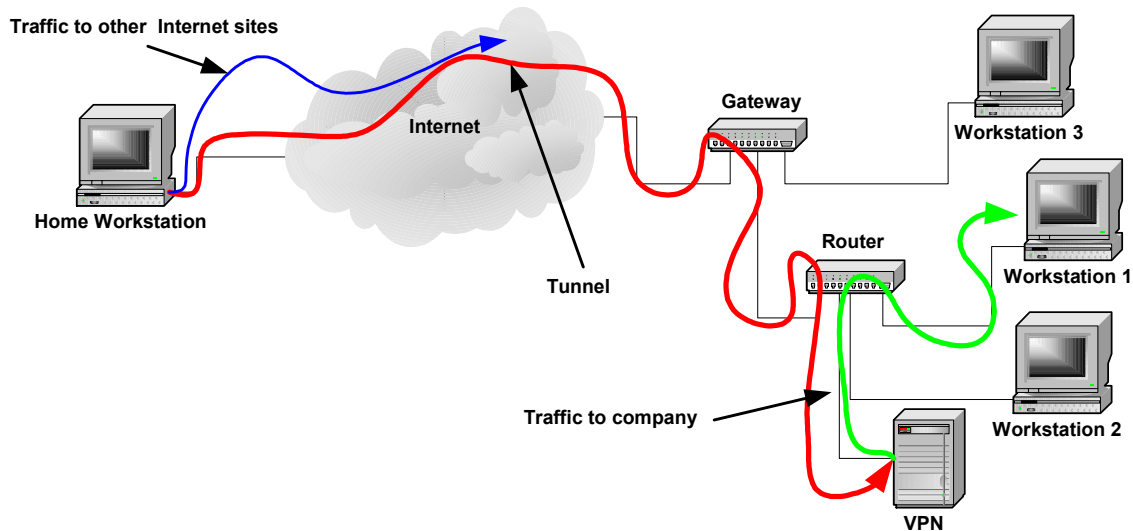 Traffic to other Internet sites
Gateway
Internet
Workstation 3
Home Workstation
Router
Tunnel
Workstation 1
Traffic to company
Workstation 2
VPN